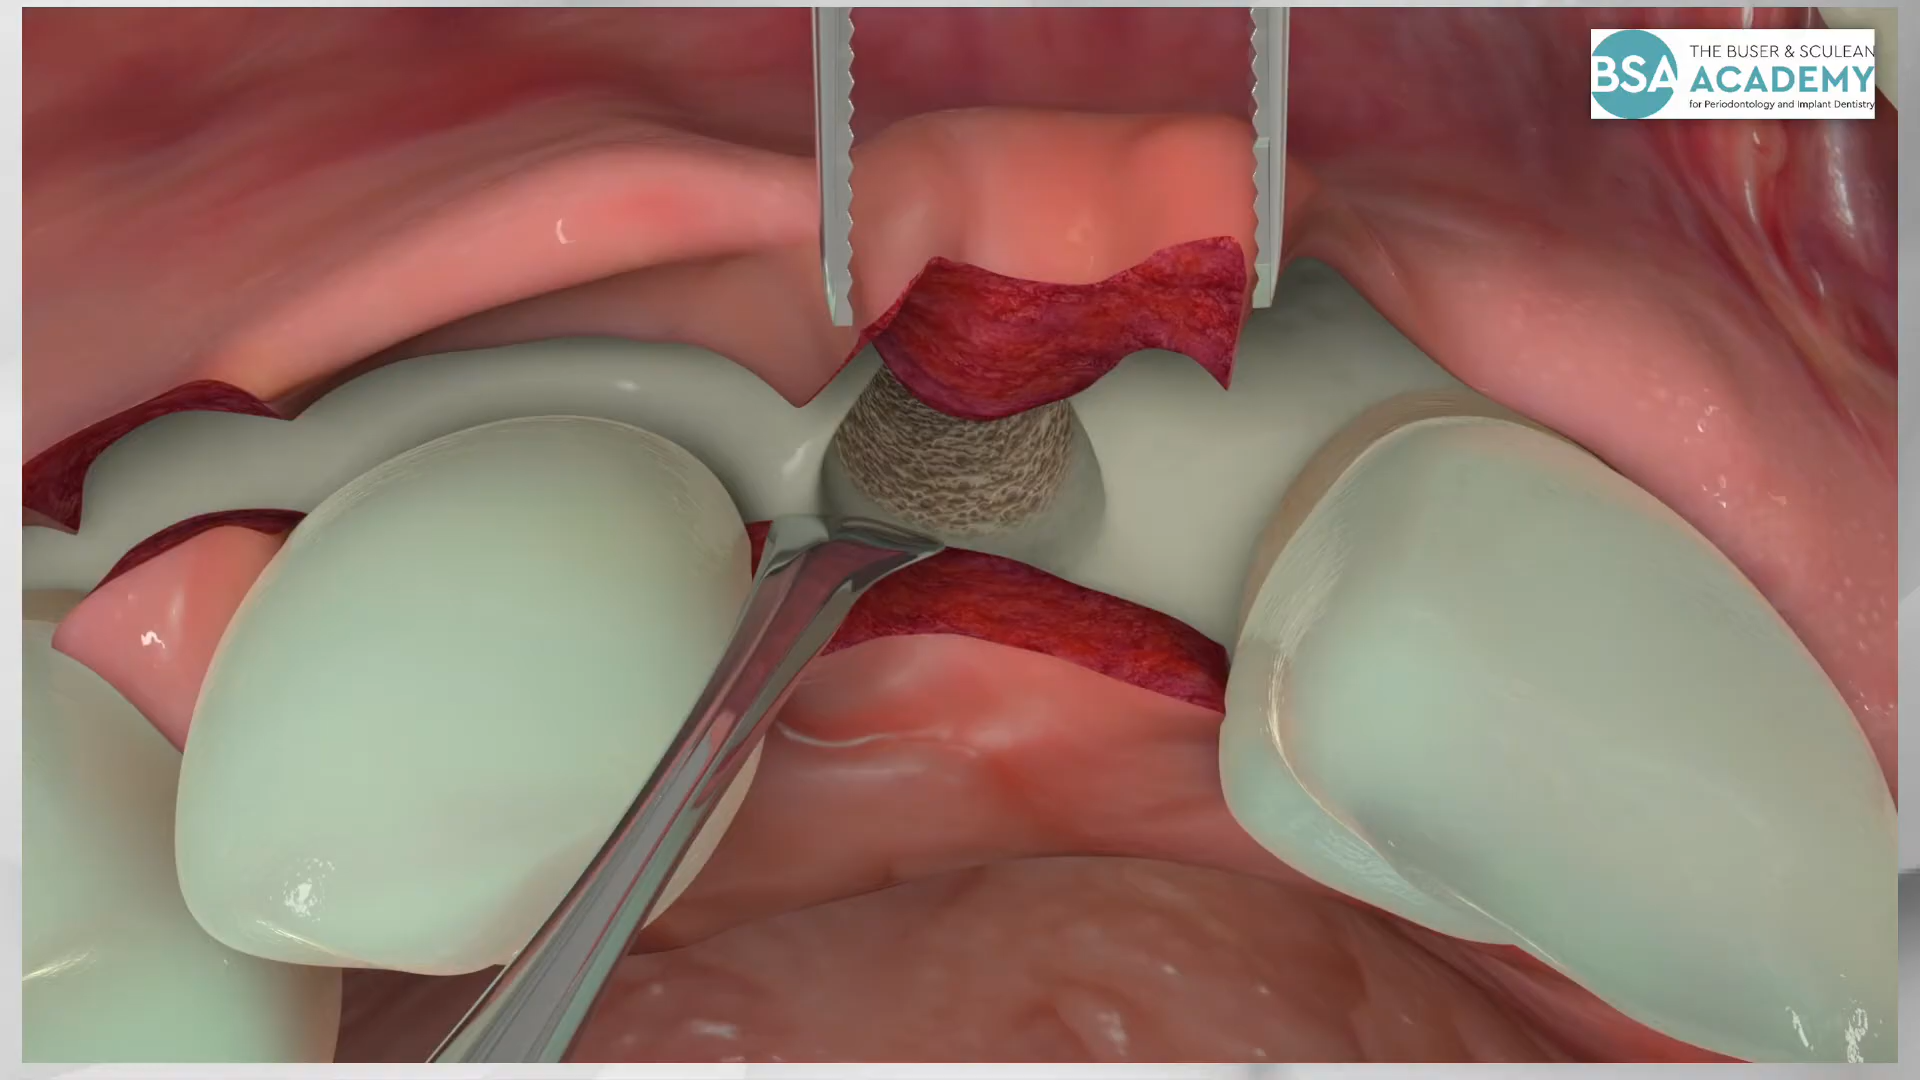 BSA
THE BUSER & SCULEAN
ACADEMY
for Periodontology and Implant Dentistry